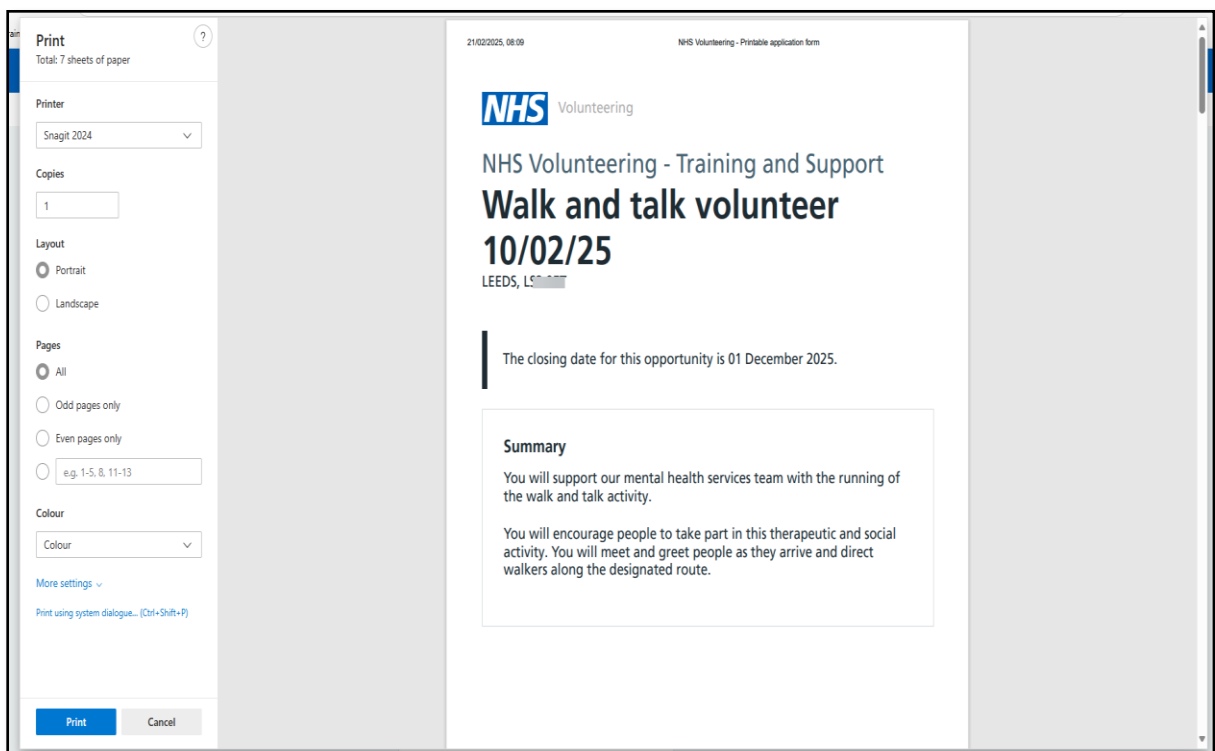 Print
?
Total: 7 sheets of paper
Printer
Snagit 2024
Copies
1
Layout
Portrait
Landscape
Pages
All
Odd pages only
Even pages only
e.g. 1-5, 8, 11-13
Colour
Colour
More settings
Print using system dialogue... (Ctrl+Shift+P)
Print Cancel
21/02/2025, 08:09 NHS Volunteering - Printable application form
NHS Volunteering
NHS Volunteering - Training and Support
Walk and talk volunteer
10/02/25
LEEDS,
The closing date for this opportunity is 01 December 2025.
Summary
You will support our mental health services team with the running of
the walk and talk activity.
You will encourage people to take part in this therapeutic and social
activity. You will meet and greet people as they arrive and direct
walkers along the designated route.